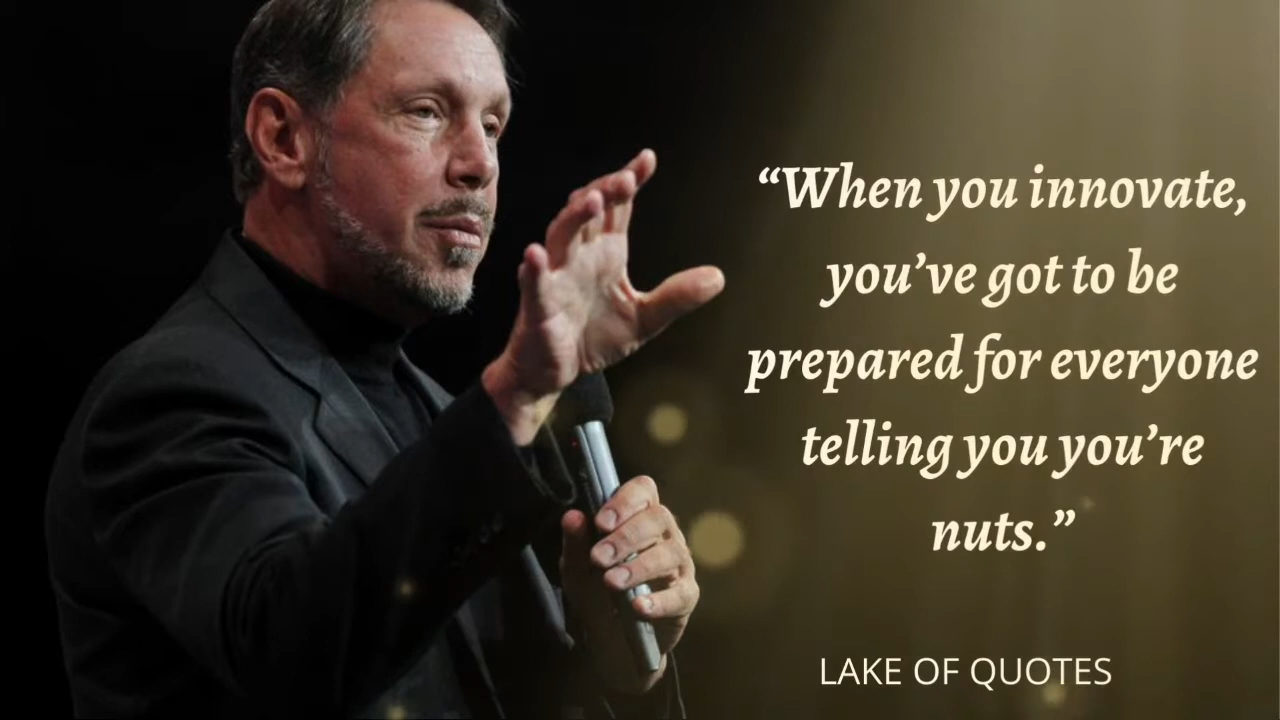 “When you innovate,
you’ve got to be
prepared for everyone
telling you you’re
nuts.”
LAKE OF QUOTES